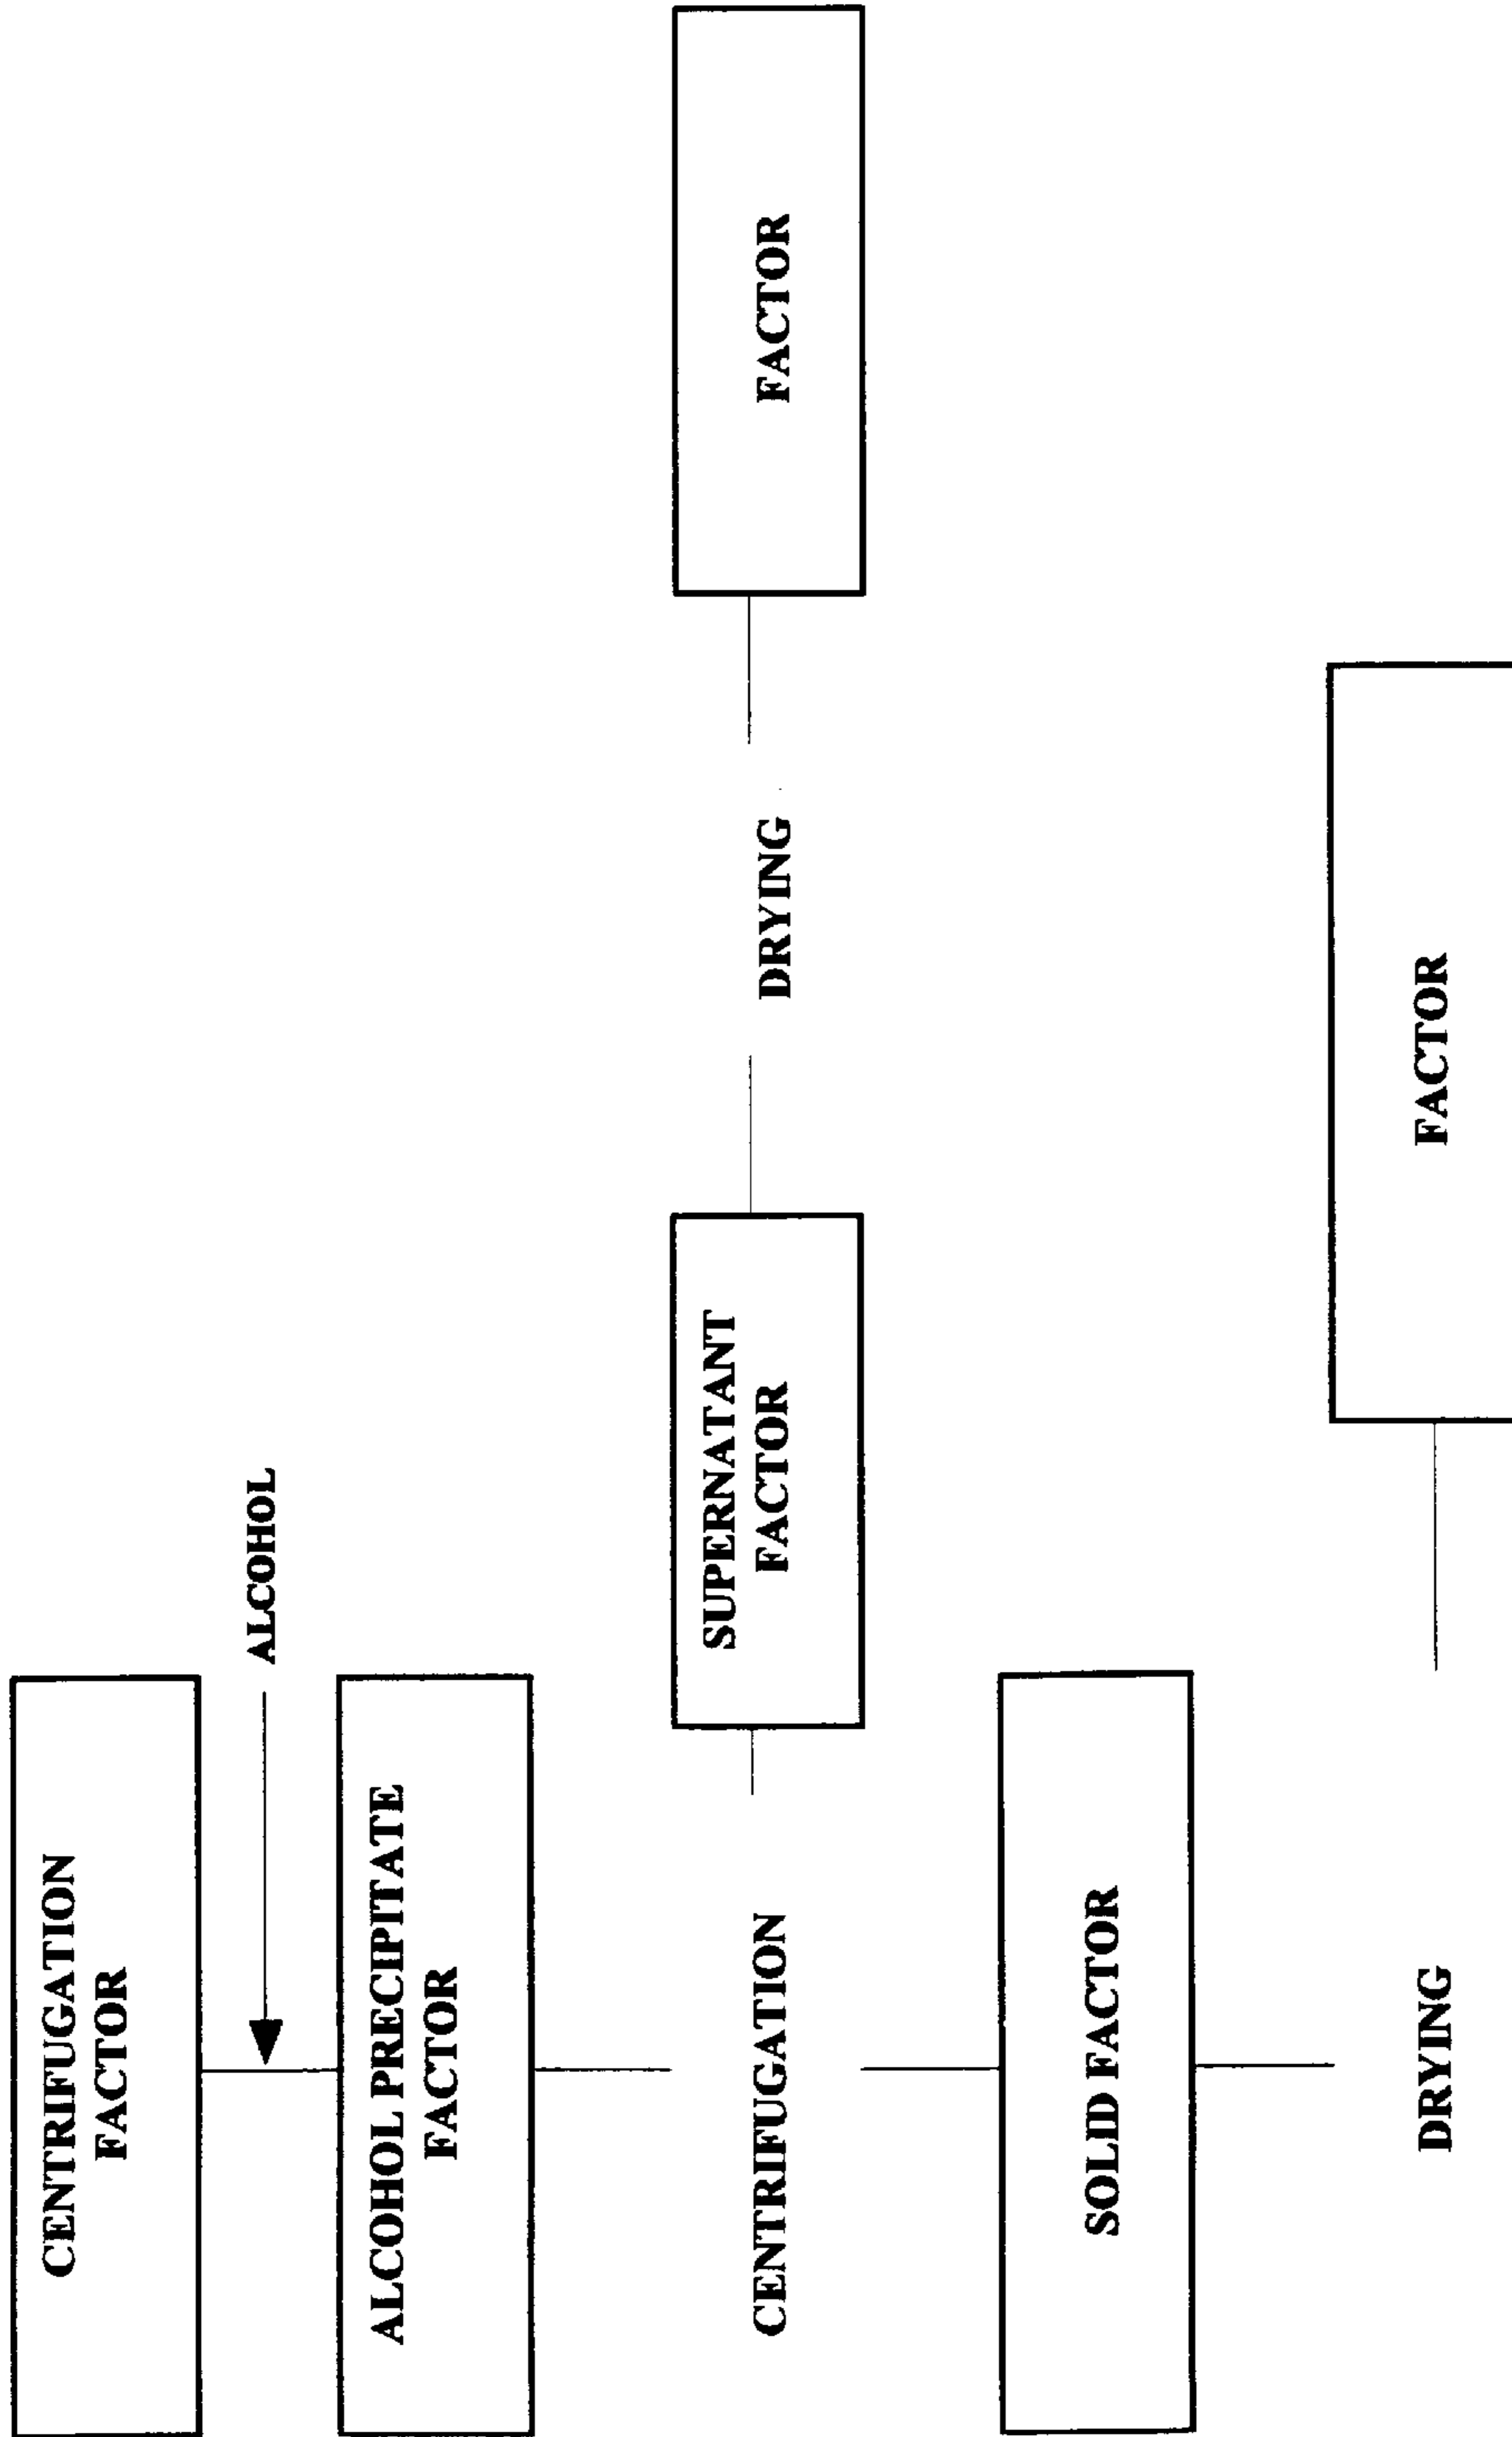 CENTRIFUGATION
FACTOR
ALCOHOL
ALCOHOL PRECIPITATE
FACTOR
CENTRIFUGATION
SUPERNATANT
FACTOR
DRYING
FACTOR
SOLID FACTOR
DRYING
FACTOR